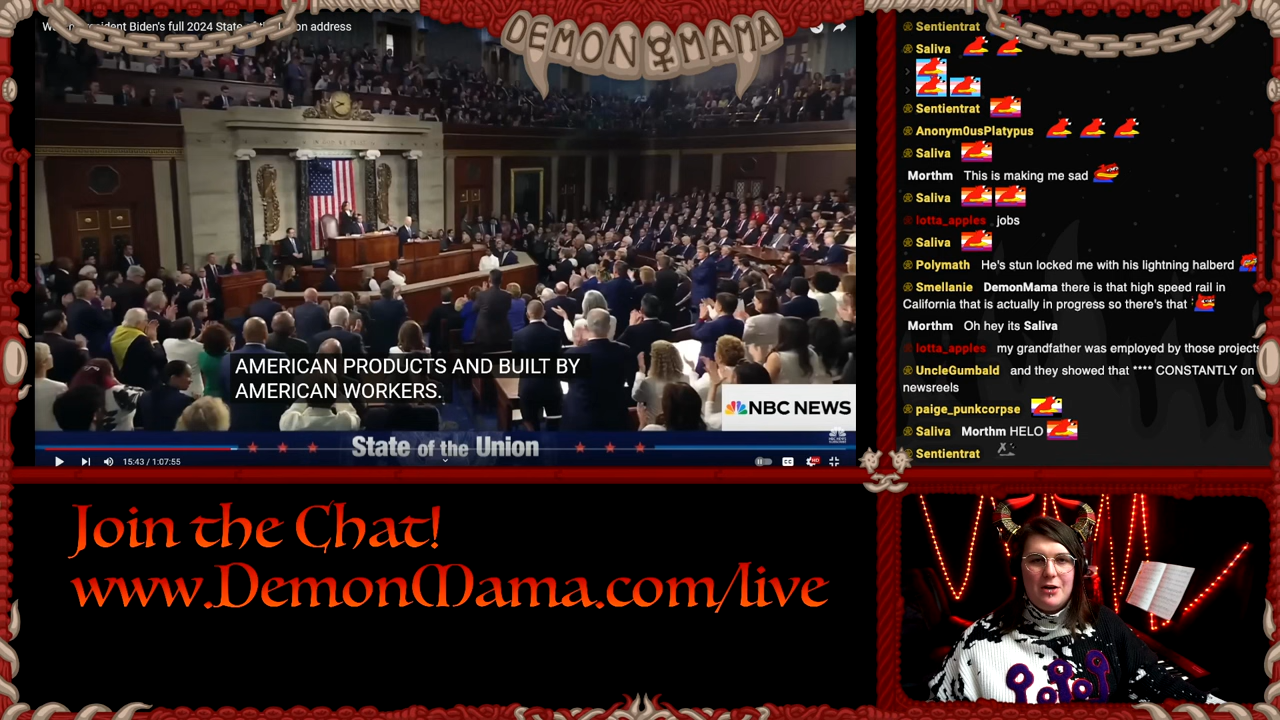 President Biden's full 2024 State
address
DEMON MAMA
AMERICAN PRODUCTS AND BUILT BY
AMERICAN WORKERS.
NBC NEWS
State of the Union
15:43 / 1:07:55
CC
HD
Sentientrat
Saliva
Sentientrat
Anonym0usPlatypus
Saliva
Morthm This is making me sad
Saliva
lotta_apples jobs
Saliva
Polymath He's stun locked me with his lightning halberd
Smellanie DemonMama there is that high speed rail in
California that is actually in progress so there's that
Morthm Oh hey its Saliva
lotta_apples my grandfather was employed by those projects
UncleGumbald and they showed that **** CONSTANTLY on
newsreels
paige_punkcorpse
Saliva Morthm HELO
Sentientrat
Join the Chat!
www.DemonMama.com/live